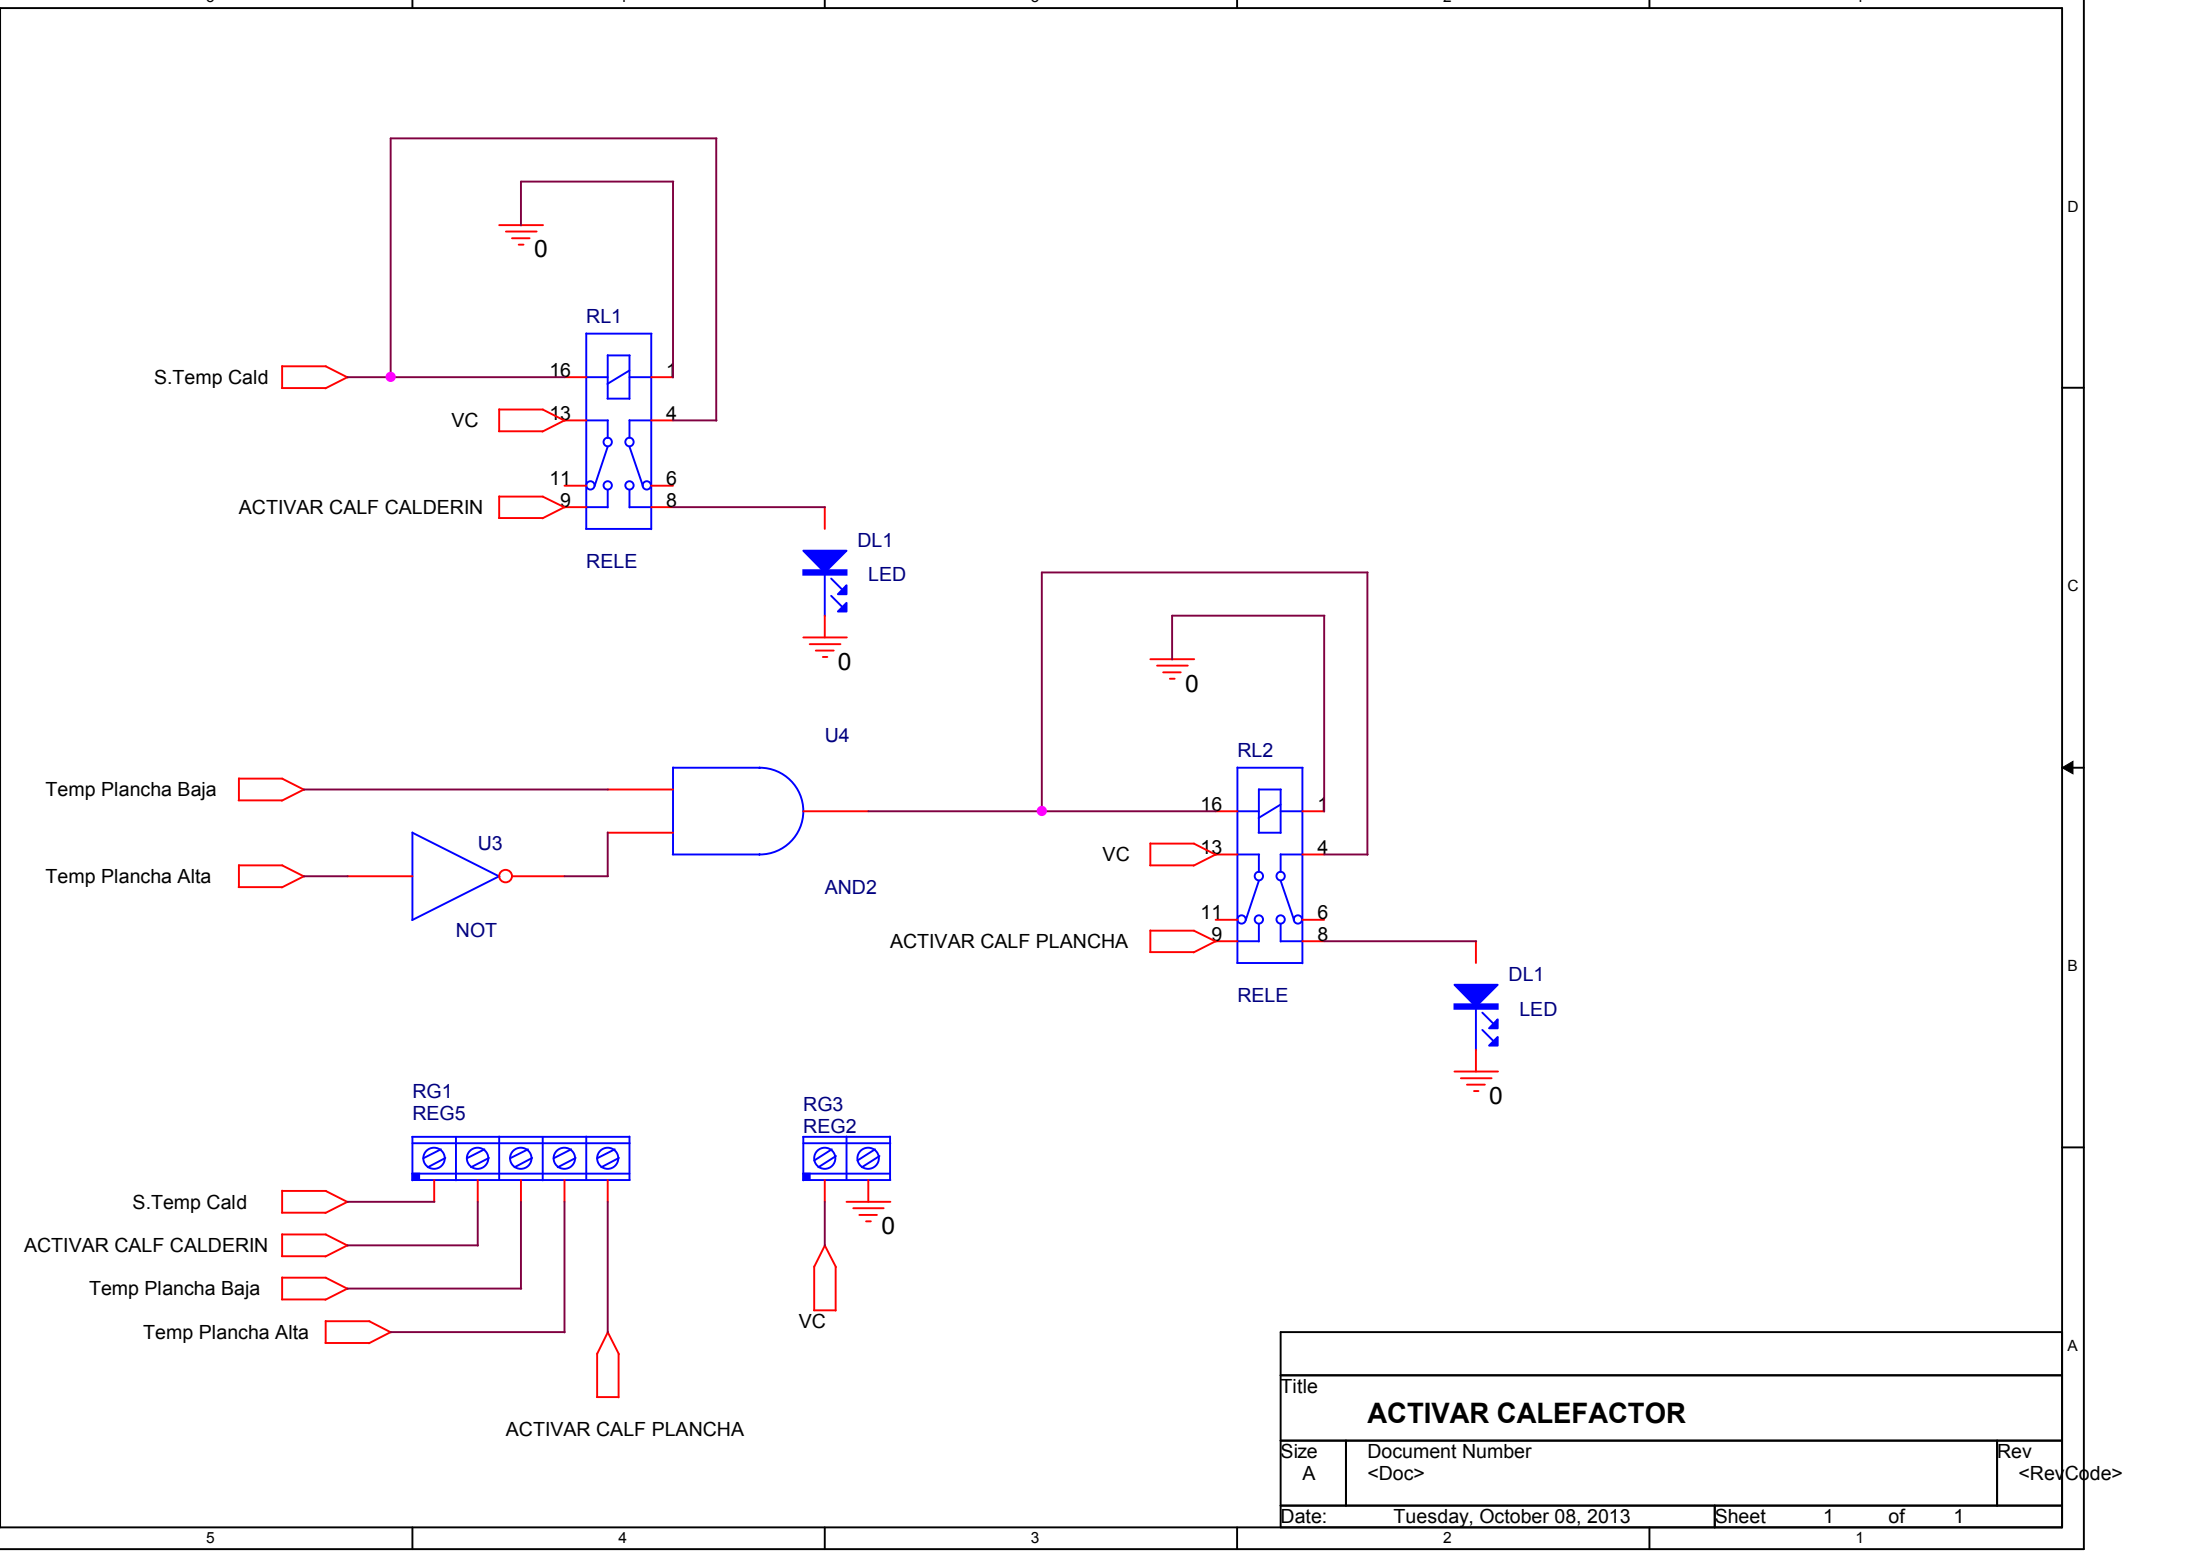 D
RL1
0
S.Temp Cald
16
1
VC
13
4
11
6
ACTIVAR CALF CALDERIN
9
8
RELE
DL1
LED
0
C
0
U4
RL2
Temp Plancha Baja
16
1
U3
VC
13
4
Temp Plancha Alta
AND2
NOT
11
6
ACTIVAR CALF PLANCHA
9
8
RELE
DL1
LED
0
B
RG1
REG5
RG3
REG2
S.Temp Cald
0
ACTIVAR CALF CALDERIN
Temp Plancha Baja
VC
Temp Plancha Alta
ACTIVAR CALF PLANCHA
A
Title
ACTIVAR CALEFACTOR
Size
A
Document Number
<Doc>
Rev
<RevCode>
Date: Tuesday, October 08, 2013 Sheet 1 of 1
5 4 3 2 1